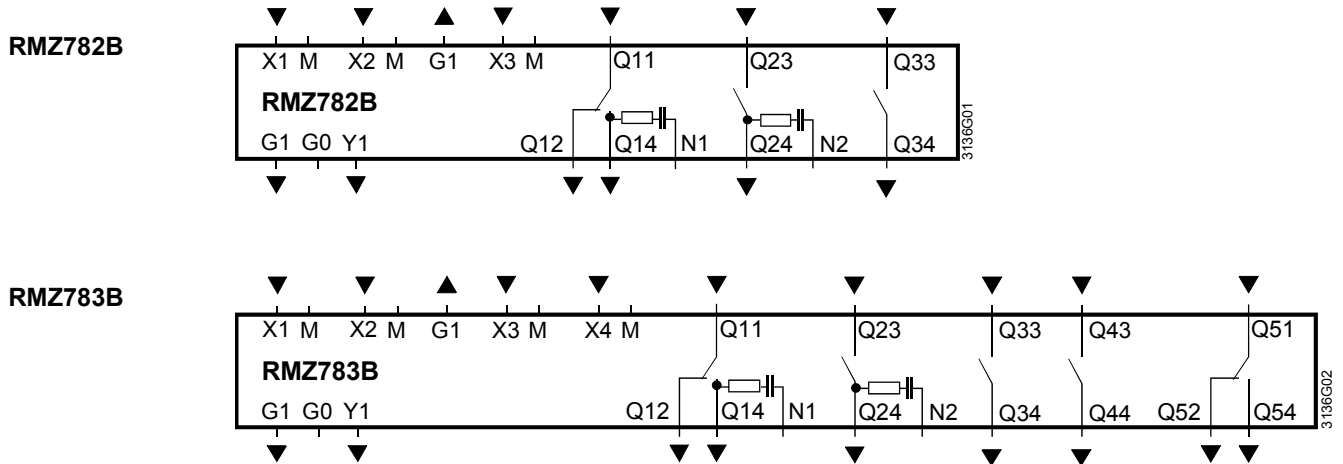 RMZ782B
X1 M X2 M G1 X3 M Q11 Q23 Q33
RMZ782B
G1 G0 Y1 Q12 Q14 N1 Q24 N2 Q34
3136G01
RMZ783B
X1 M X2 M G1 X3 M X4 M Q11 Q23 Q33 Q43 Q51
RMZ783B
G1 G0 Y1 Q12 Q14 N1 Q24 N2 Q34 Q44 Q52 Q54
3136G02